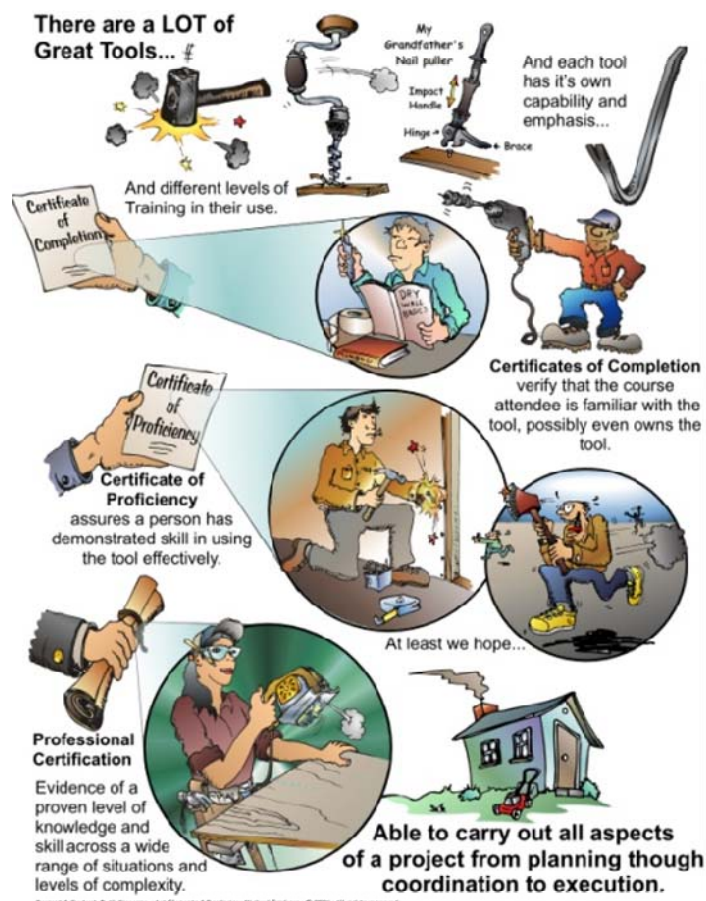 There are a LOT of
Great Tools...
My
Grandfather's
Nail puller
Impact
Handle
Hinge
Brace
And each tool
has it's own
capability and
emphasis...
And different levels of
Training in their use.
Certificate
of
Completion
DRY
WALL
BASICS
Certificates of Completion
verify that the course
attendee is familiar with the
tool, possibly even owns the
tool.
Certificate
of
Proficiency
Certificate of
Proficiency
assures a person has
demonstrated skill in using
the tool effectively.
At least we hope...
Professional
Certification
Evidence of a
proven level of
knowledge and
skill across a wide
range of situations and
levels of complexity.
Able to carry out all aspects
of a project from planning though
coordination to execution.